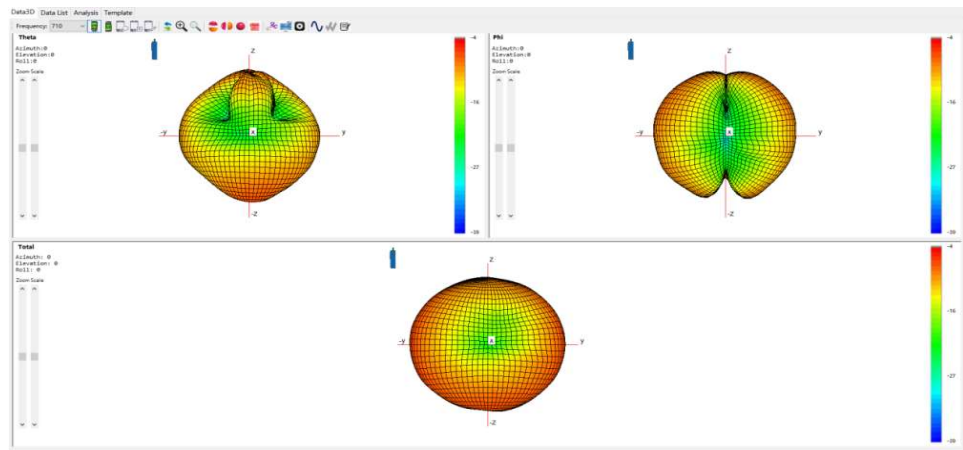 Data3D Data List Analysis Template
Frequency: 710
Theta
Azimuth:0
Elevation:0
Roll:0
Zoom Scale
Z
-y
x
y
-Z
-4
-16
-27
-39
Phi
Azimuth:0
Elevation:0
Roll:0
Zoom Scale
Z
-y
x
y
-Z
-4
-16
-27
-39
Total
Azimuth: 0
Elevation: 0
Roll: 0
Zoom Scale
Z
-y
x
y
-Z
-4
-16
-27
-39